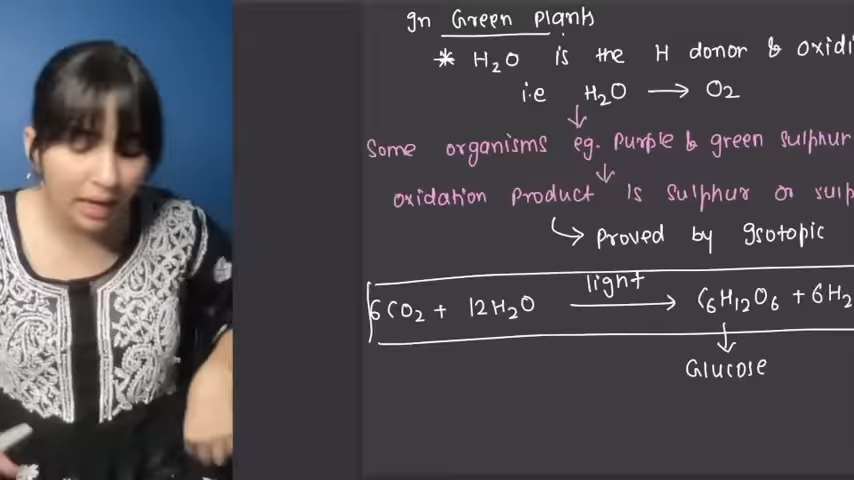 In Green plants
* H₂O is the H donor & oxidi
i.e H₂O → O₂
↓
Some organisms eg. purple & green sulphur
↓
oxidation product is sulphur or sulp
↳ proved by Isotopic
6CO₂ + 12H₂O light → C₆H₁₂O₆ + 6H₂
↓
Glucose